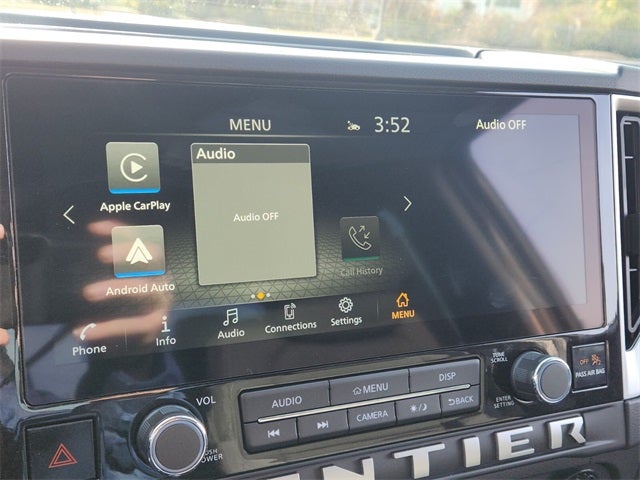 MENU
3:52
Audio OFF
Audio
Audio OFF
Apple CarPlay
Android Auto
Call History
Phone
Info
Audio
Connections
Settings
MENU
VOL
PUSH
POWER
AUDIO
MENU
DISP
CAMERA
BACK
TUNE
SCROLL
ENTER
SETTING
OFF
PASS AIR BAG
NTIER